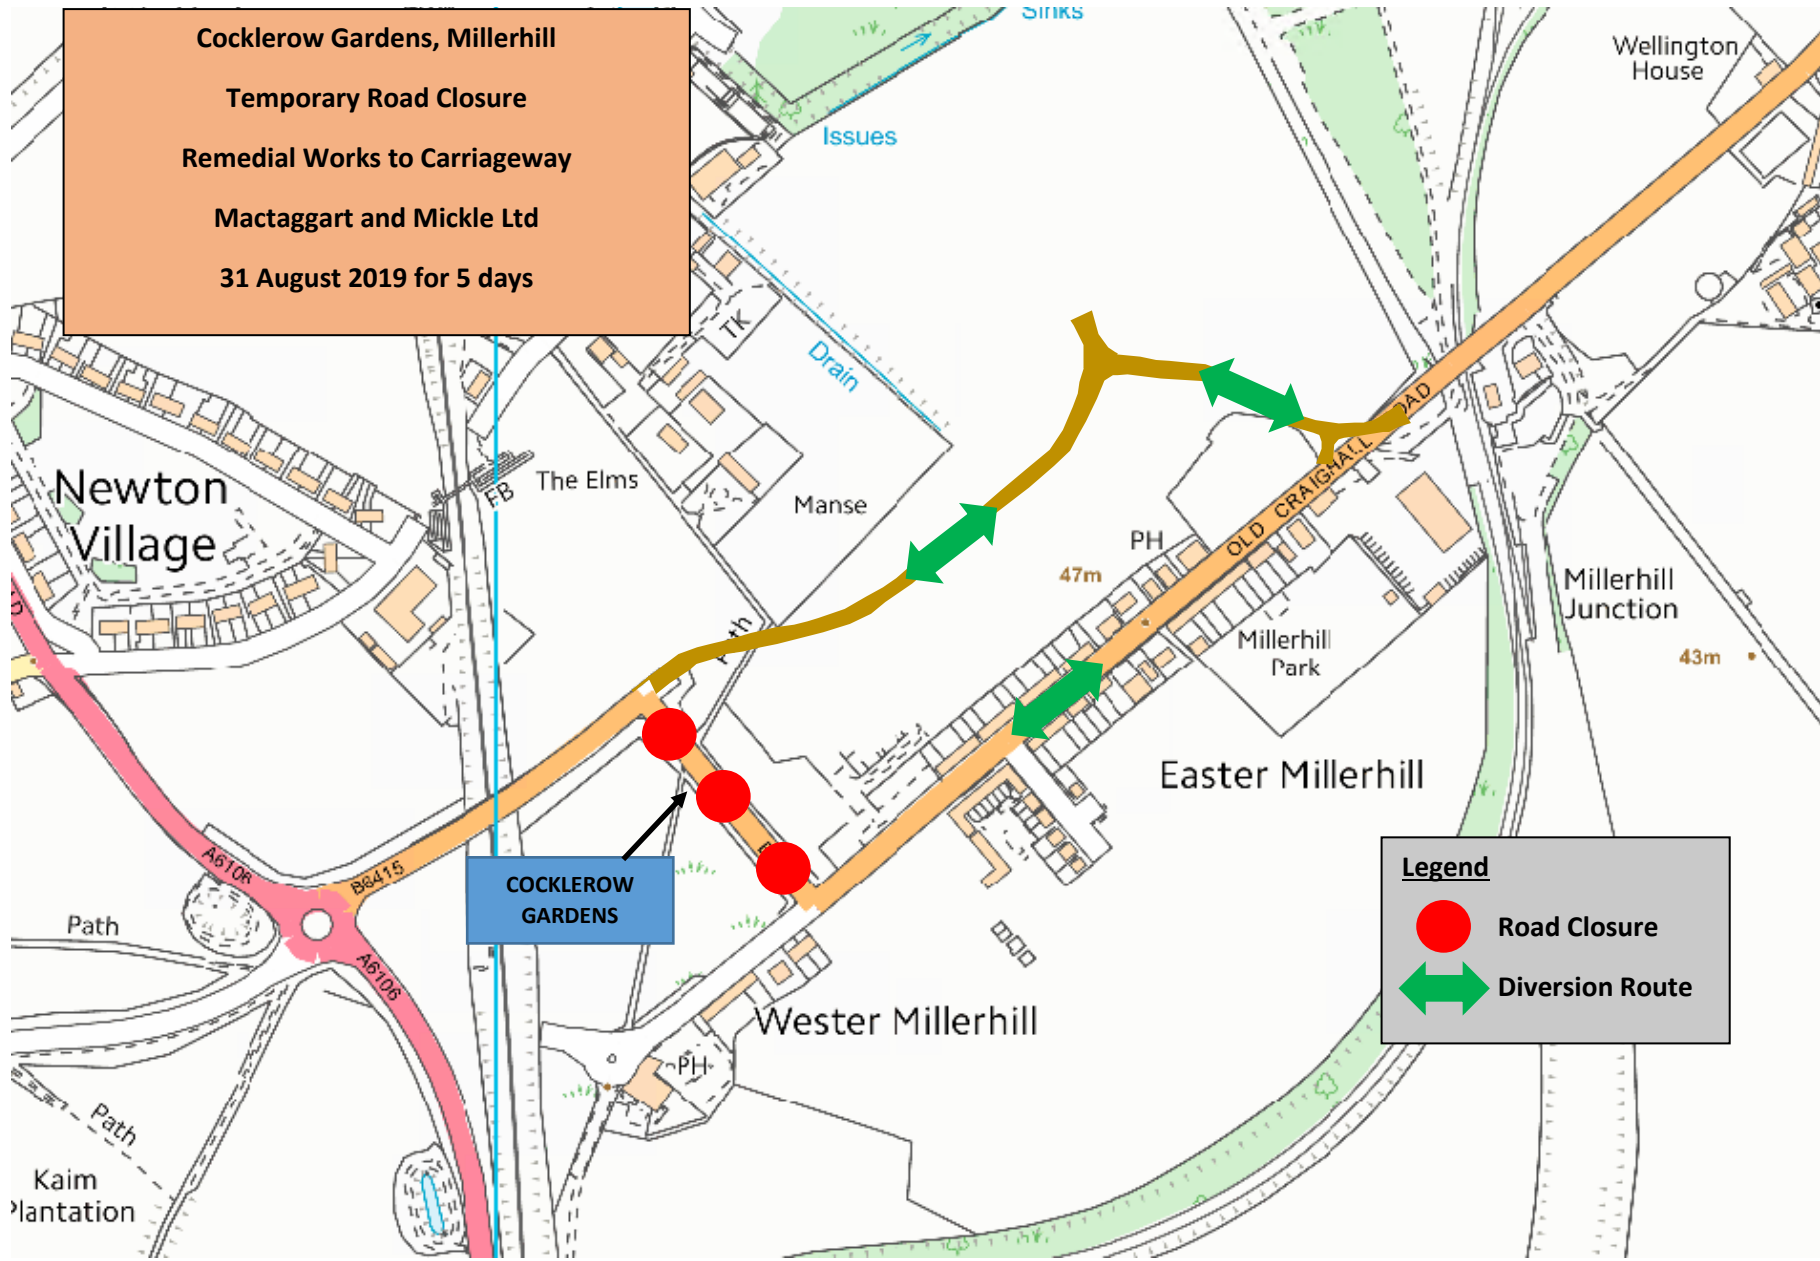 Cocklerow Gardens, Millerhill
Temporary Road Closure
Remedial Works to Carriageway
Mactaggart and Mickle Ltd
31 August 2019 for 5 days
Sinks
Issues
Wellington
House
TK
Drain
Newton
Village
FB
The Elms
Manse
PH
47m
OLD CRAIGHALL ROAD
Millerhill
Junction
Millerhill
Park
43m
Path
Easter Millerhill
A6106
B6415
COCKLEROW
GARDENS
Path
A6106
Wester Millerhill
PH
Path
Kaim
Plantation
Legend
Road Closure
Diversion Route